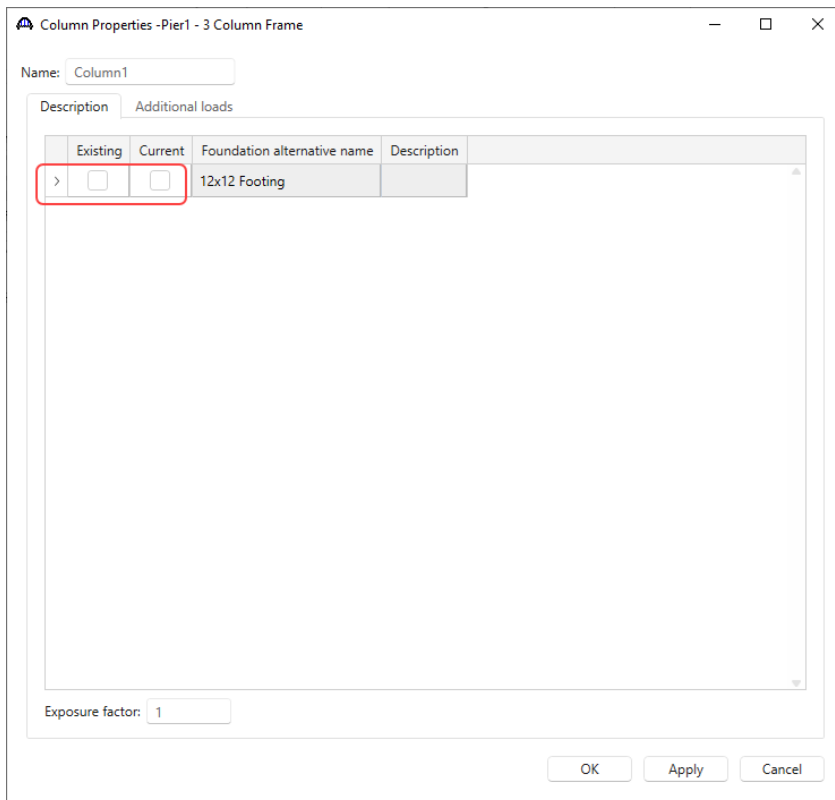 Column Properties -Pier1 - 3 Column Frame
Name: Column1
Description Additional loads
Existing Current Foundation alternative name Description
12x12 Footing
Exposure factor: 1
OK Apply Cancel